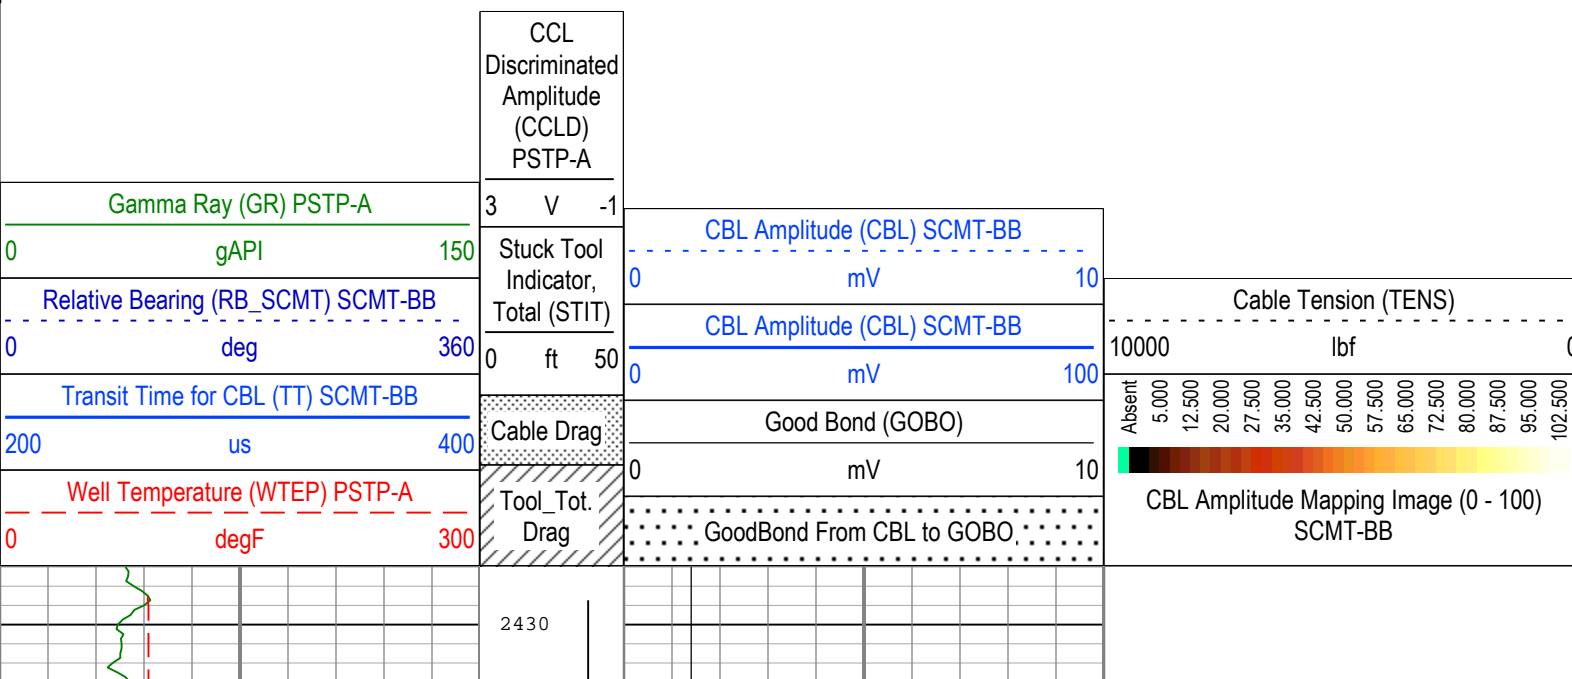 CCL
Discriminated
Amplitude
(CCLD)
PSTP-A
3 V -1
Stuck Tool
Indicator,
Total (STIT)
0 ft 50
Cable Drag
Tool_Tot.
Drag
Gamma Ray (GR) PSTP-A
0 gAPI 150
Relative Bearing (RB_SCMT) SCMT-BB
0 deg 360
Transit Time for CBL (TT) SCMT-BB
200 us 400
Well Temperature (WTEP) PSTP-A
0 degF 300
CBL Amplitude (CBL) SCMT-BB
0 mV 10
CBL Amplitude (CBL) SCMT-BB
0 mV 100
Good Bond (GOBO)
0 mV 10
GoodBond From CBL to GOBO
Cable Tension (TENS)
10000 lbf 0
Absent 5.000 12.500 20.000 27.500 35.000 42.500 50.000 57.500 65.000 72.500 80.000 87.500 95.000 102.500
CBL Amplitude Mapping Image (0 - 100)
SCMT-BB
2430